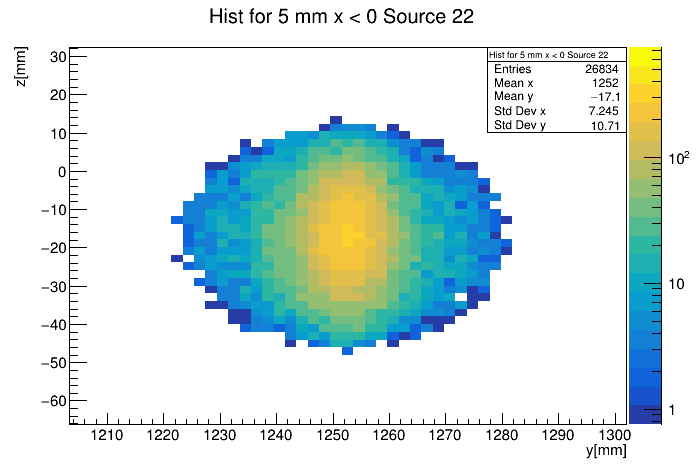 Hist for 5 mm x < 0 Source 22
z[mm]
Hist for 5 mm x < 0 Source 22
Entries 26834
Mean x 1252
Mean y −17.1
Std Dev x 7.245
Std Dev y 10.71
30
20
10
0
−10
−20
−30
−40
−50
−60
10²
10
1
1210 1220 1230 1240 1250 1260 1270 1280 1290 1300
y[mm]